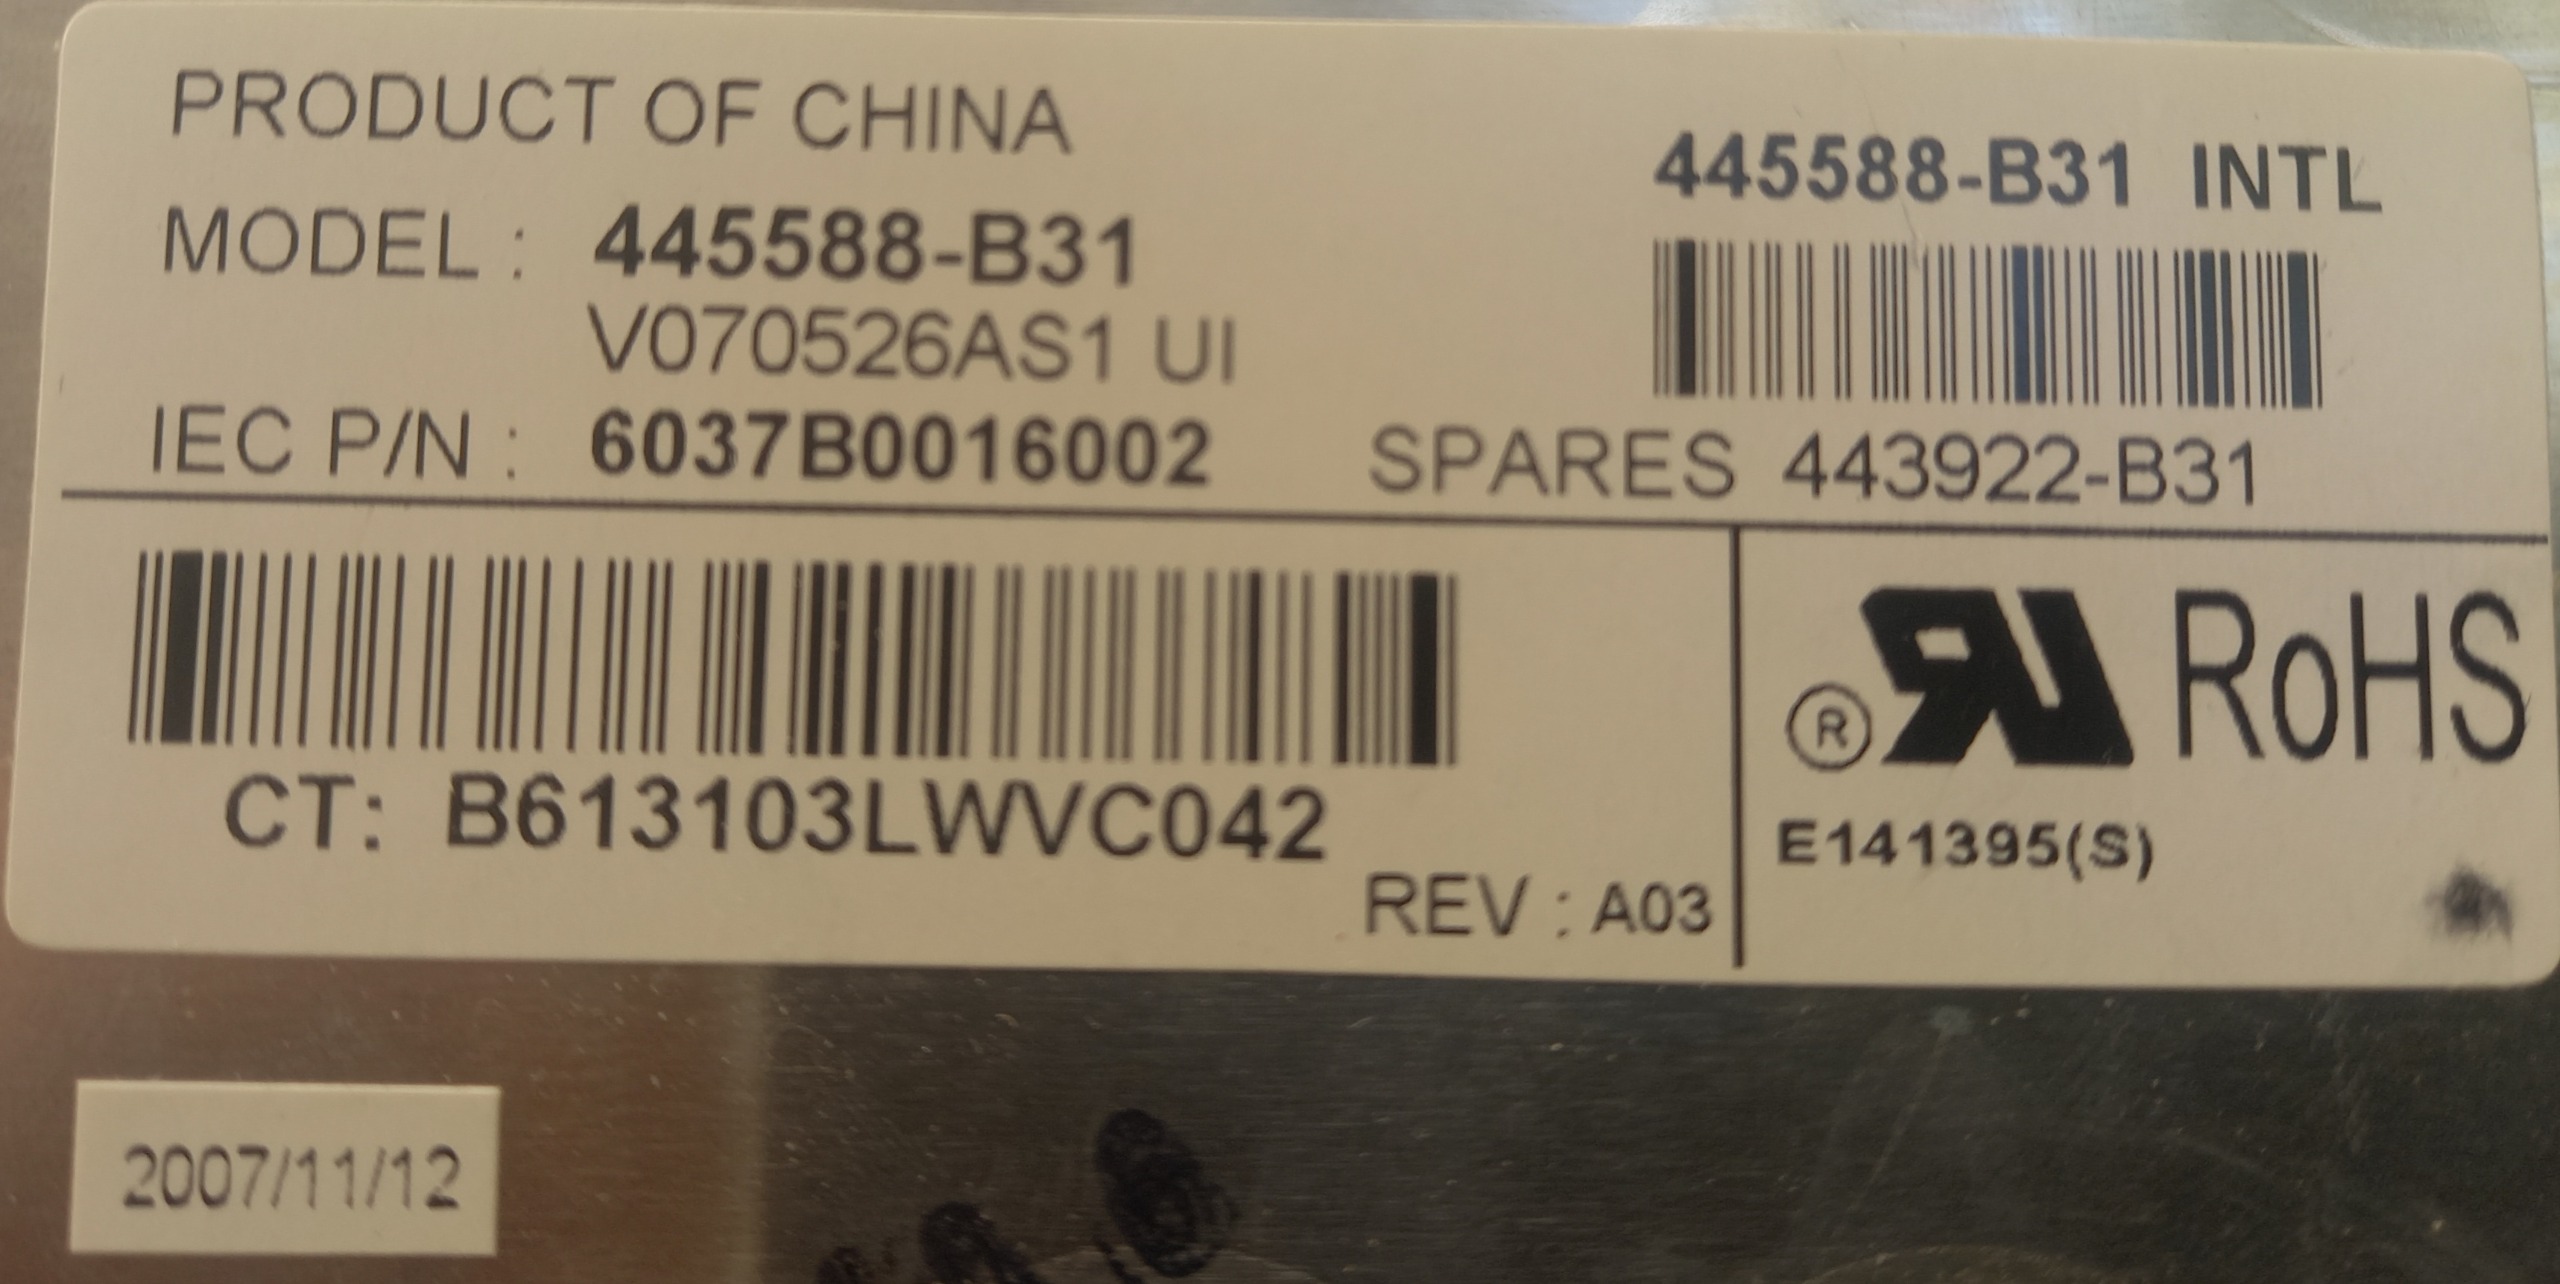 PRODUCT OF CHINA
MODEL : 445588-B31
V070526AS1 UI
IEC P/N : 6037B0016002
445588-B31 INTL
SPARES 443922-B31
CT: B613103LWVC042
REV : A03
® RU RoHS
E141395(S)
2007/11/12